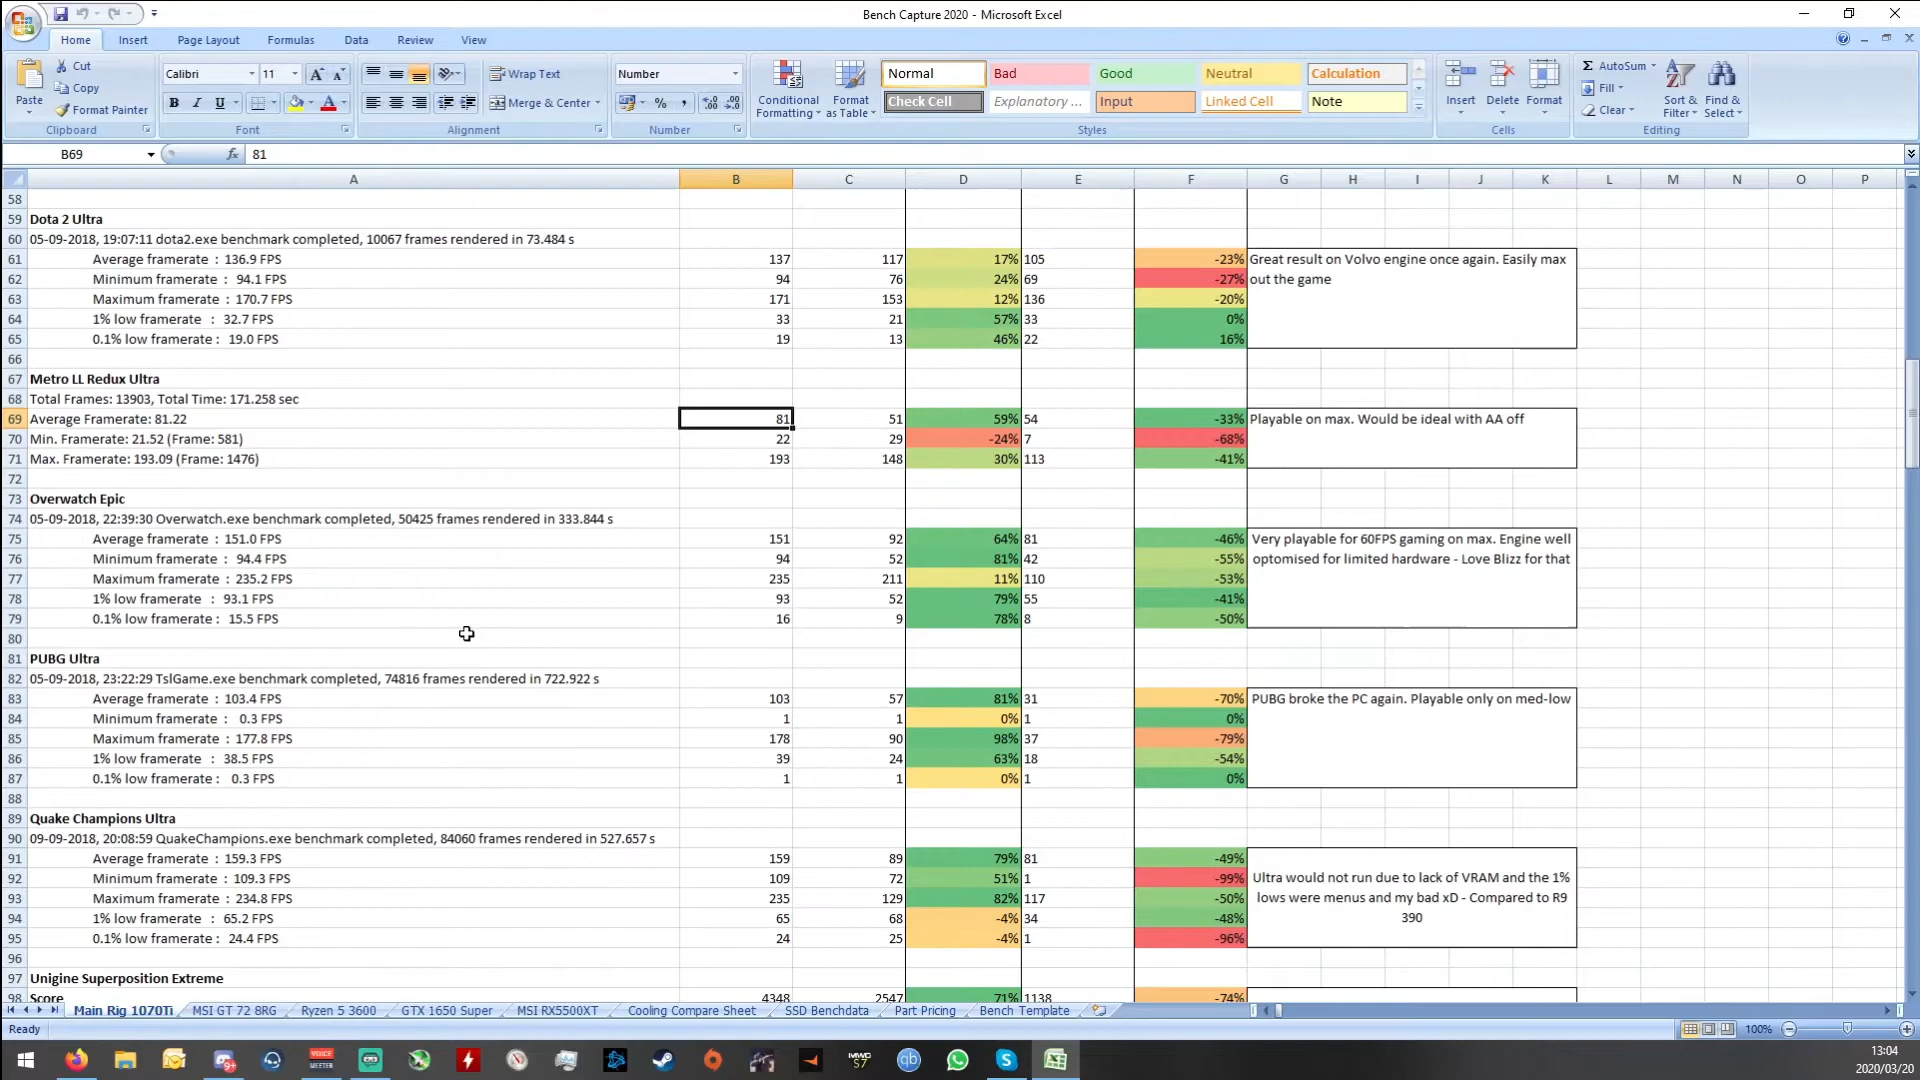 Bench Capture 2020 - Microsoft Excel
Home Insert Page Layout Formulas Data Review View
Paste Cut Copy Format Painter Clipboard
Calibri 11 A A B I U Font
Wrap Text Merge & Center Alignment
Number % , Number
Conditional Formatting Format as Table
Normal Bad Good Neutral Calculation
Check Cell Explanatory ... Input Linked Cell Note
Styles
Insert Delete Format Cells
Σ AutoSum Fill Clear Sort & Filter Find & Select Editing
B69 fx 81
A B C D E F G H I J K L M N O P
58
59 Dota 2 Ultra
60 05-09-2018, 19:07:11 dota2.exe benchmark completed, 10067 frames rendered in 73.484 s
61 Average framerate : 136.9 FPS 137 117 17% 105 -23% Great result on Volvo engine once again. Easily max
62 Minimum framerate : 94.1 FPS 94 76 24% 69 -27% out the game
63 Maximum framerate : 170.7 FPS 171 153 12% 136 -20%
64 1% low framerate : 32.7 FPS 33 21 57% 33 0%
65 0.1% low framerate : 19.0 FPS 19 13 46% 22 16%
66
67 Metro LL Redux Ultra
68 Total Frames: 13903, Total Time: 171.258 sec
69 Average Framerate: 81.22 81 51 59% 54 -33% Playable on max. Would be ideal with AA off
70 Min. Framerate: 21.52 (Frame: 581) 22 29 -24% 7 -68%
71 Max. Framerate: 193.09 (Frame: 1476) 193 148 30% 113 -41%
72
73 Overwatch Epic
74 05-09-2018, 22:39:30 Overwatch.exe benchmark completed, 50425 frames rendered in 333.844 s
75 Average framerate : 151.0 FPS 151 92 64% 81 -46% Very playable for 60FPS gaming on max. Engine well
76 Minimum framerate : 94.4 FPS 94 52 81% 42 -55% optomised for limited hardware - Love Blizz for that
77 Maximum framerate : 235.2 FPS 235 211 11% 110 -53%
78 1% low framerate : 93.1 FPS 93 52 79% 55 -41%
79 0.1% low framerate : 15.5 FPS 16 9 78% 8 -50%
80
81 PUBG Ultra
82 05-09-2018, 23:22:29 TslGame.exe benchmark completed, 74816 frames rendered in 722.922 s
83 Average framerate : 103.4 FPS 103 57 81% 31 -70% PUBG broke the PC again. Playable only on med-low
84 Minimum framerate : 0.3 FPS 1 1 0% 1 0%
85 Maximum framerate : 177.8 FPS 178 90 98% 37 -79%
86 1% low framerate : 38.5 FPS 39 24 63% 18 -54%
87 0.1% low framerate : 0.3 FPS 1 1 0% 1 0%
88
89 Quake Champions Ultra
90 09-09-2018, 20:08:59 QuakeChampions.exe benchmark completed, 84060 frames rendered in 527.657 s
91 Average framerate : 159.3 FPS 159 89 79% 81 -49%
92 Minimum framerate : 109.3 FPS 109 72 51% 1 -99% Ultra would not run due to lack of VRAM and the 1%
93 Maximum framerate : 234.8 FPS 235 129 82% 117 -50% lows were menus and my bad xD - Compared to R9
94 1% low framerate : 65.2 FPS 65 68 -4% 34 -48% 390
95 0.1% low framerate : 24.4 FPS 24 25 -4% 1 -96%
96
97 Unigine Superposition Extreme
98 Score 4348 2547 71% 1138 -74%
Main Rig 1070Ti MSI GT 72 8RG Ryzen 5 3600 GTX 1650 Super MSI RX5500XT Cooling Compare Sheet SSD Benchdata Part Pricing Bench Template
Ready 100%
13:04
2020/03/20